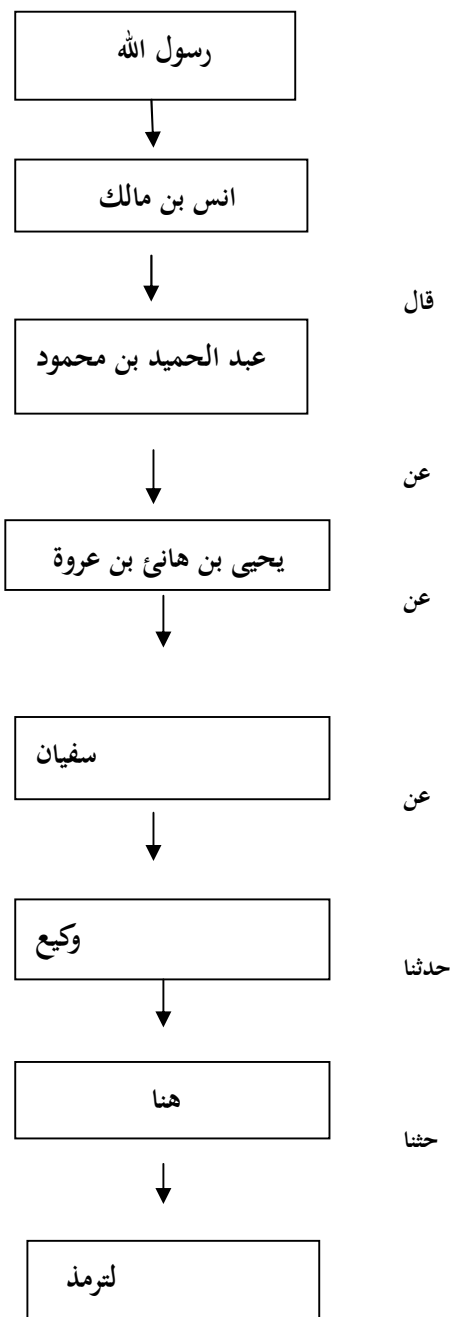 رسول الله
انس بن مالك
قال
عبد الحميد بن محمود
عن
يحيى بن هانئ بن عروة
عن
سفيان
عن
وكيع
حدثنا
هنا
حثنا
لترمذ